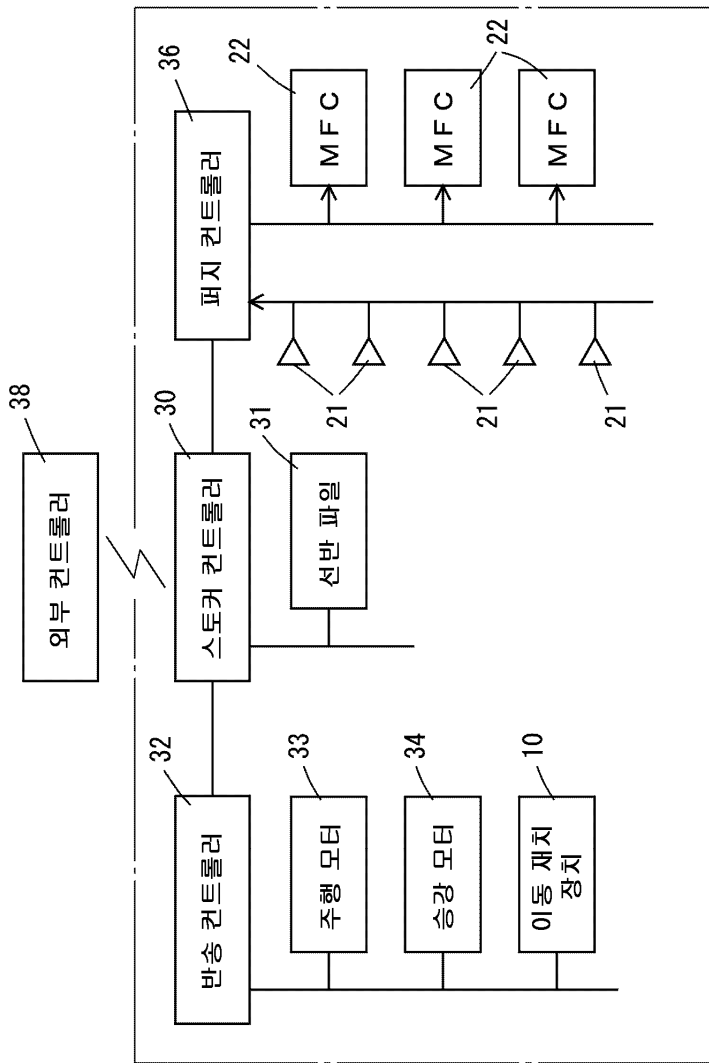 38
외부 컨트롤러
32
반송 컨트롤러
30
스토커 컨트롤러
36
퍼지 컨트롤러
33
주행 모터
34
승강 모터
10
이동 재치
장치
31
선반 파일
21
21
21
22
MFC
22
MFC
MFC